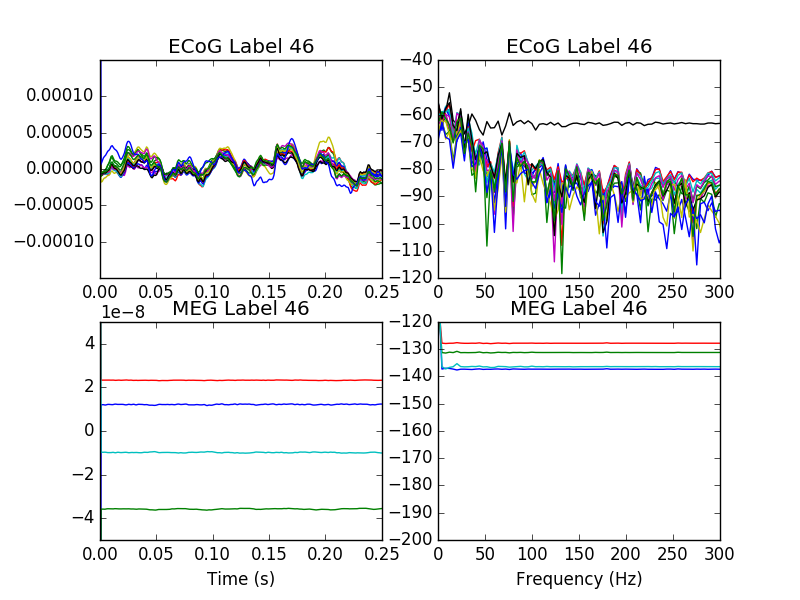 ECoG Label 46
0.00010
0.00005
0.00000
−0.00005
−0.00010
0.00 0.05 0.10 0.15 0.20 0.25
ECoG Label 46
−40
−50
−60
−70
−80
−90
−100
−110
−120
0 50 100 150 200 250 300
MEG Label 46
1e−8
4
2
0
−2
−4
0.00 0.05 0.10 0.15 0.20 0.25
Time (s)
MEG Label 46
−120
−130
−140
−150
−160
−170
−180
−190
−200
0 50 100 150 200 250 300
Frequency (Hz)